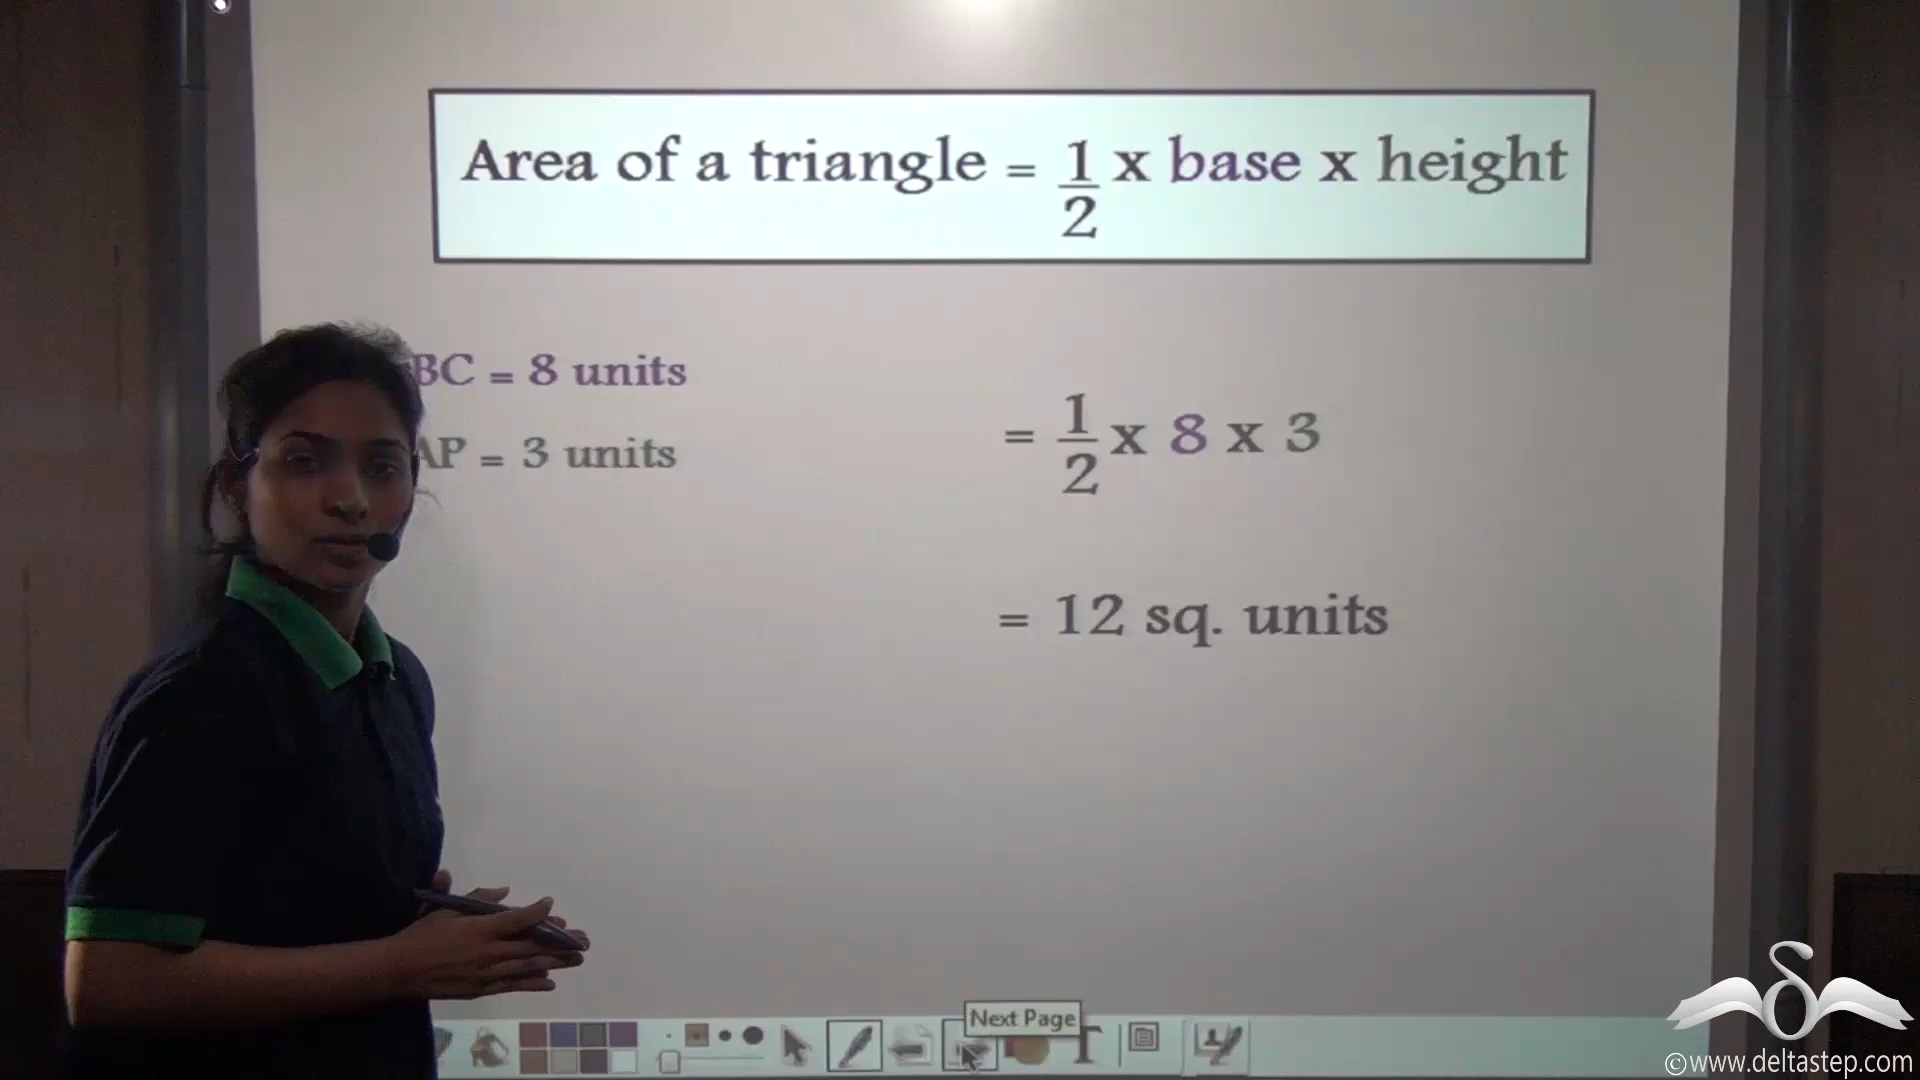 Area of a triangle = 1/2 x base x height
BC = 8 units
AP = 3 units
= 1/2 x 8 x 3
= 12 sq. units
Next Page
T
©www.deltastep.com